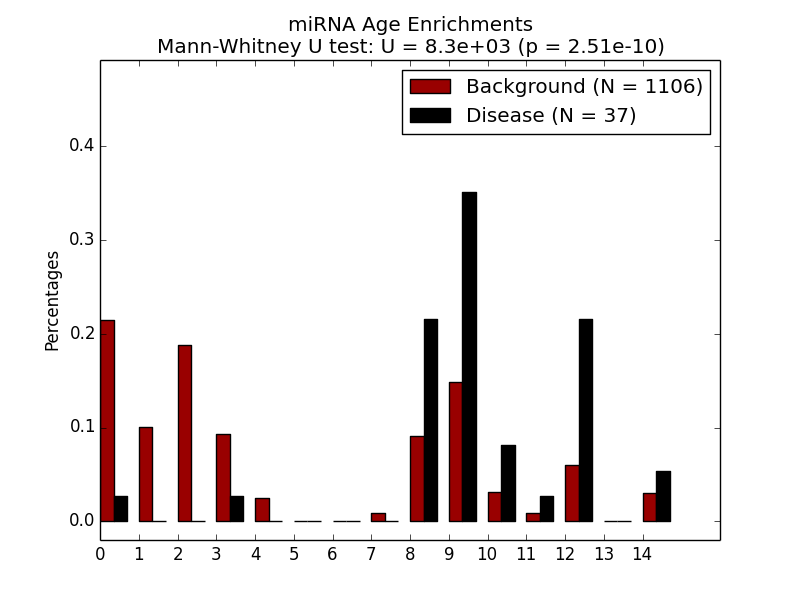 miRNA Age Enrichments
Mann-Whitney U test: U = 8.3e+03 (p = 2.51e-10)
Background (N = 1106)
Disease (N = 37)
Percentages
0.4
0.3
0.2
0.1
0.0
0 1 2 3 4 5 6 7 8 9 10 11 12 13 14